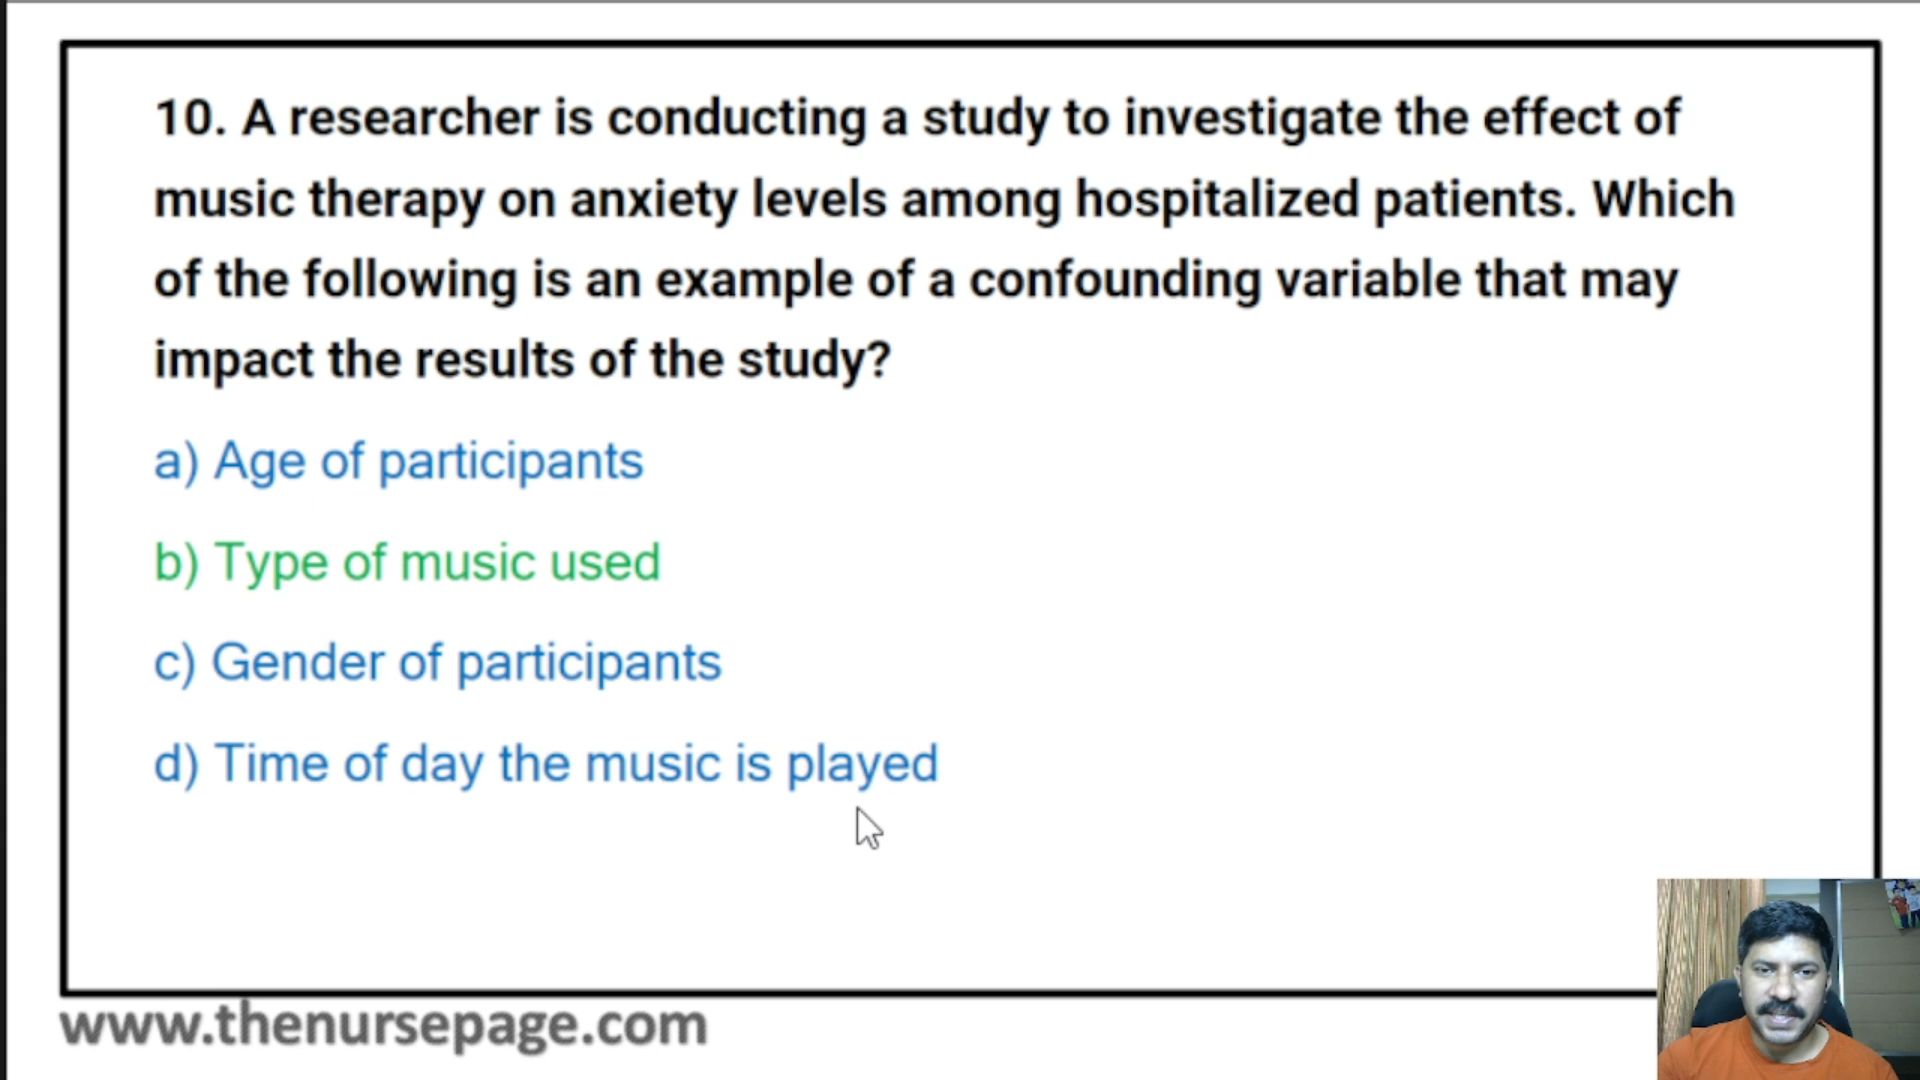 10. A researcher is conducting a study to investigate the effect of
music therapy on anxiety levels among hospitalized patients. Which
of the following is an example of a confounding variable that may
impact the results of the study?
a) Age of participants
b) Type of music used
c) Gender of participants
d) Time of day the music is played
www.thenursepage.com